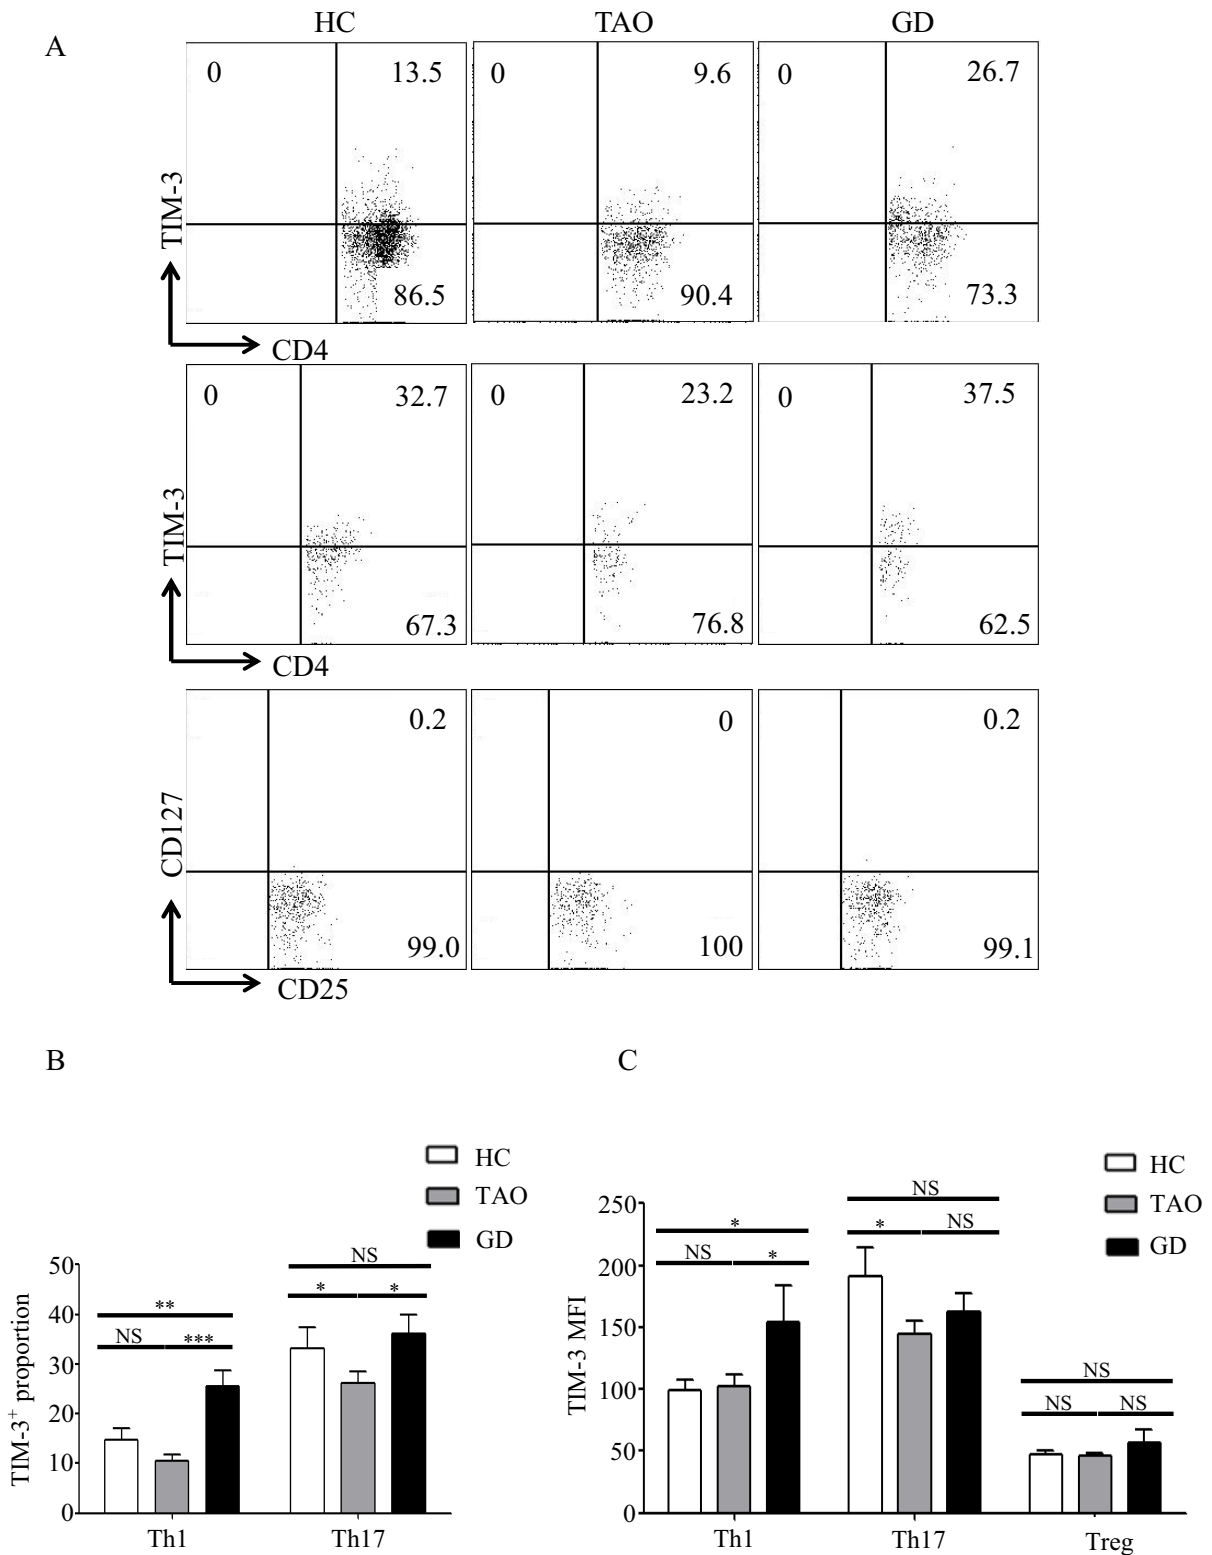 HC TAO GD
A
0 13.5 0 9.6 0 26.7
TIM-3
86.5 90.4 73.3
CD4
0 32.7 0 23.2 0 37.5
TIM-3
67.3 76.8 62.5
CD4
0.2 0 0.2
CD127
99.0 100 99.1
CD25
B
HC
TAO
GD
TIM-3+ proportion
50
40
30
20
10
0
** NS ***
NS * *
Th1 Th17
C
HC
TAO
GD
TIM-3 MFI
250
200
150
100
50
0
* NS *
NS * NS
NS NS NS
Th1 Th17 Treg